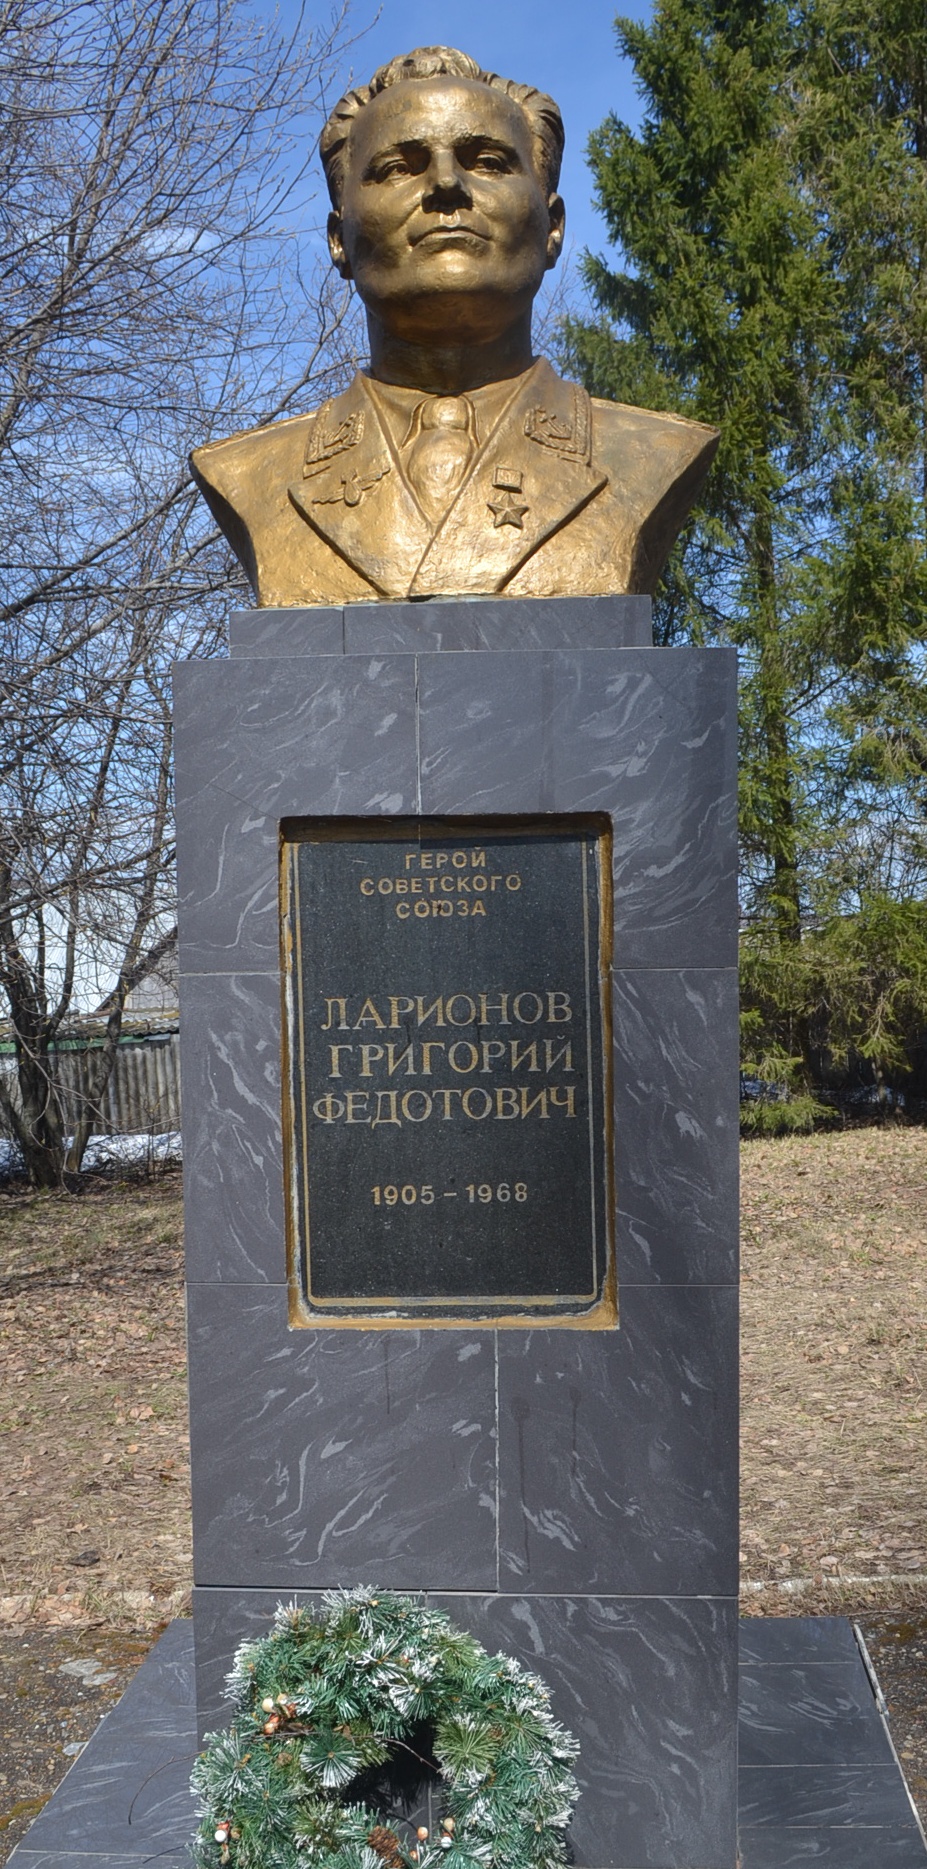 ГЕРОЙ
СОВЕТСКОГО
СОЮЗА
ЛАРИОНОВ
ГРИГОРИЙ
ФЕДОТОВИЧ
1905 – 1968